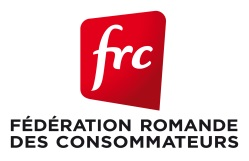 frc
FÉDÉRATION ROMANDE
DES CONSOMMATEURS